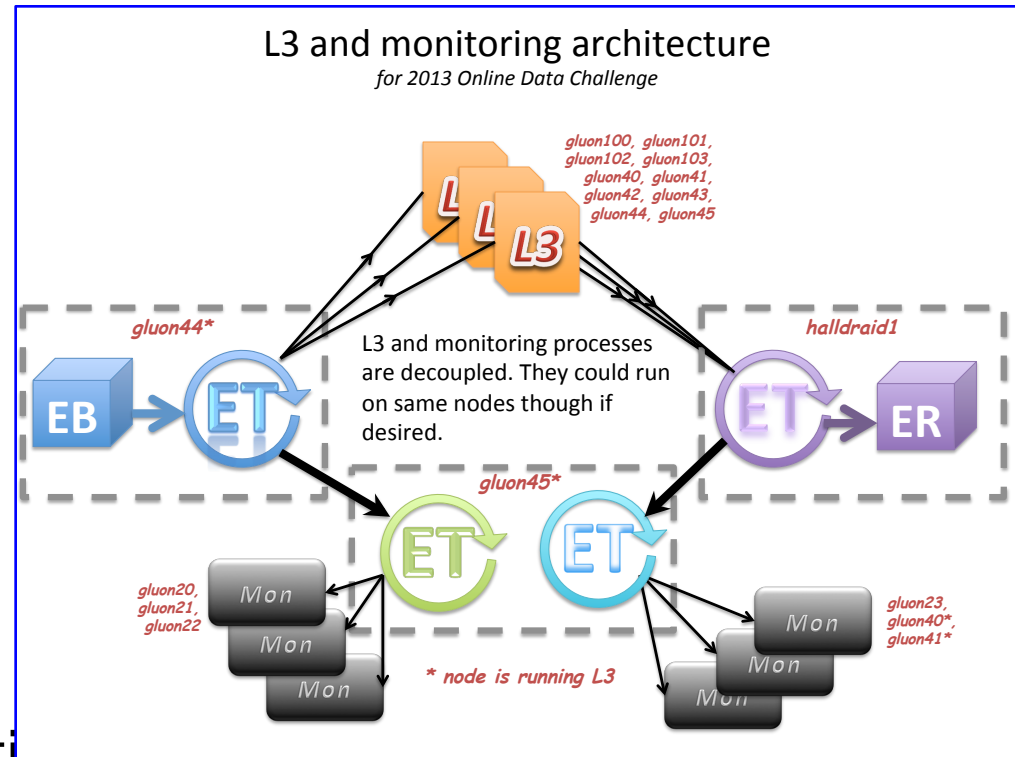 L3 and monitoring architecture
for 2013 Online Data Challenge
gluon100, gluon101,
gluon102, gluon103,
gluon40, gluon41,
gluon42, gluon43,
gluon44, gluon45
L
L
L3
gluon44*
halldraid1
L3 and monitoring processes
are decoupled. They could run
on same nodes though if
desired.
EB
ET
ET
ER
gluon45*
ET
ET
gluon20,
gluon21,
gluon22
Mon
Mon
Mon
gluon23,
gluon40*,
gluon41*
Mon
Mon
Mon
* node is running L3